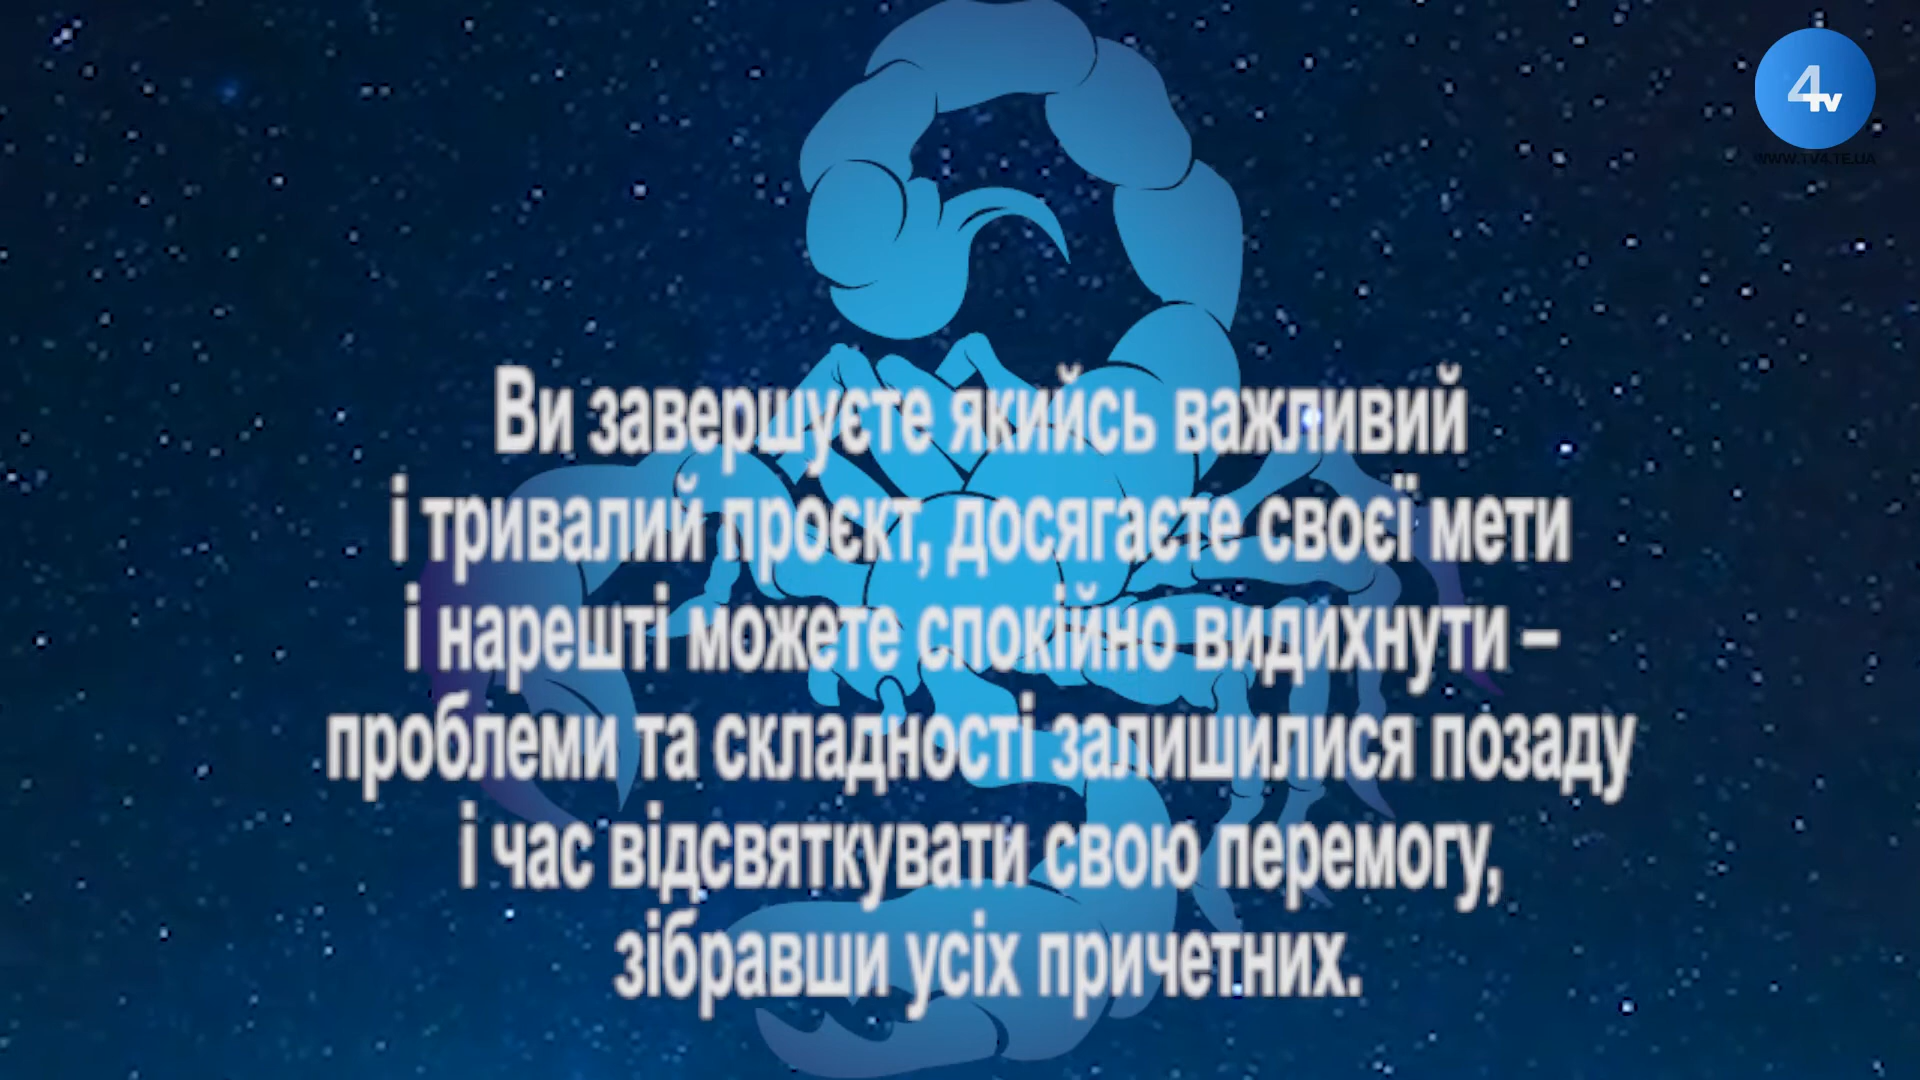 4tv
WWW.TV4.TE.UA
Ви завершуєте якийсь важливий
і тривалий проєкт, досягаєте своєї мети
і нарешті можете спокійно видихнути –
проблеми та складності залишилися позаду
і час відсвяткувати свою перемогу,
зібравши усіх причетних.